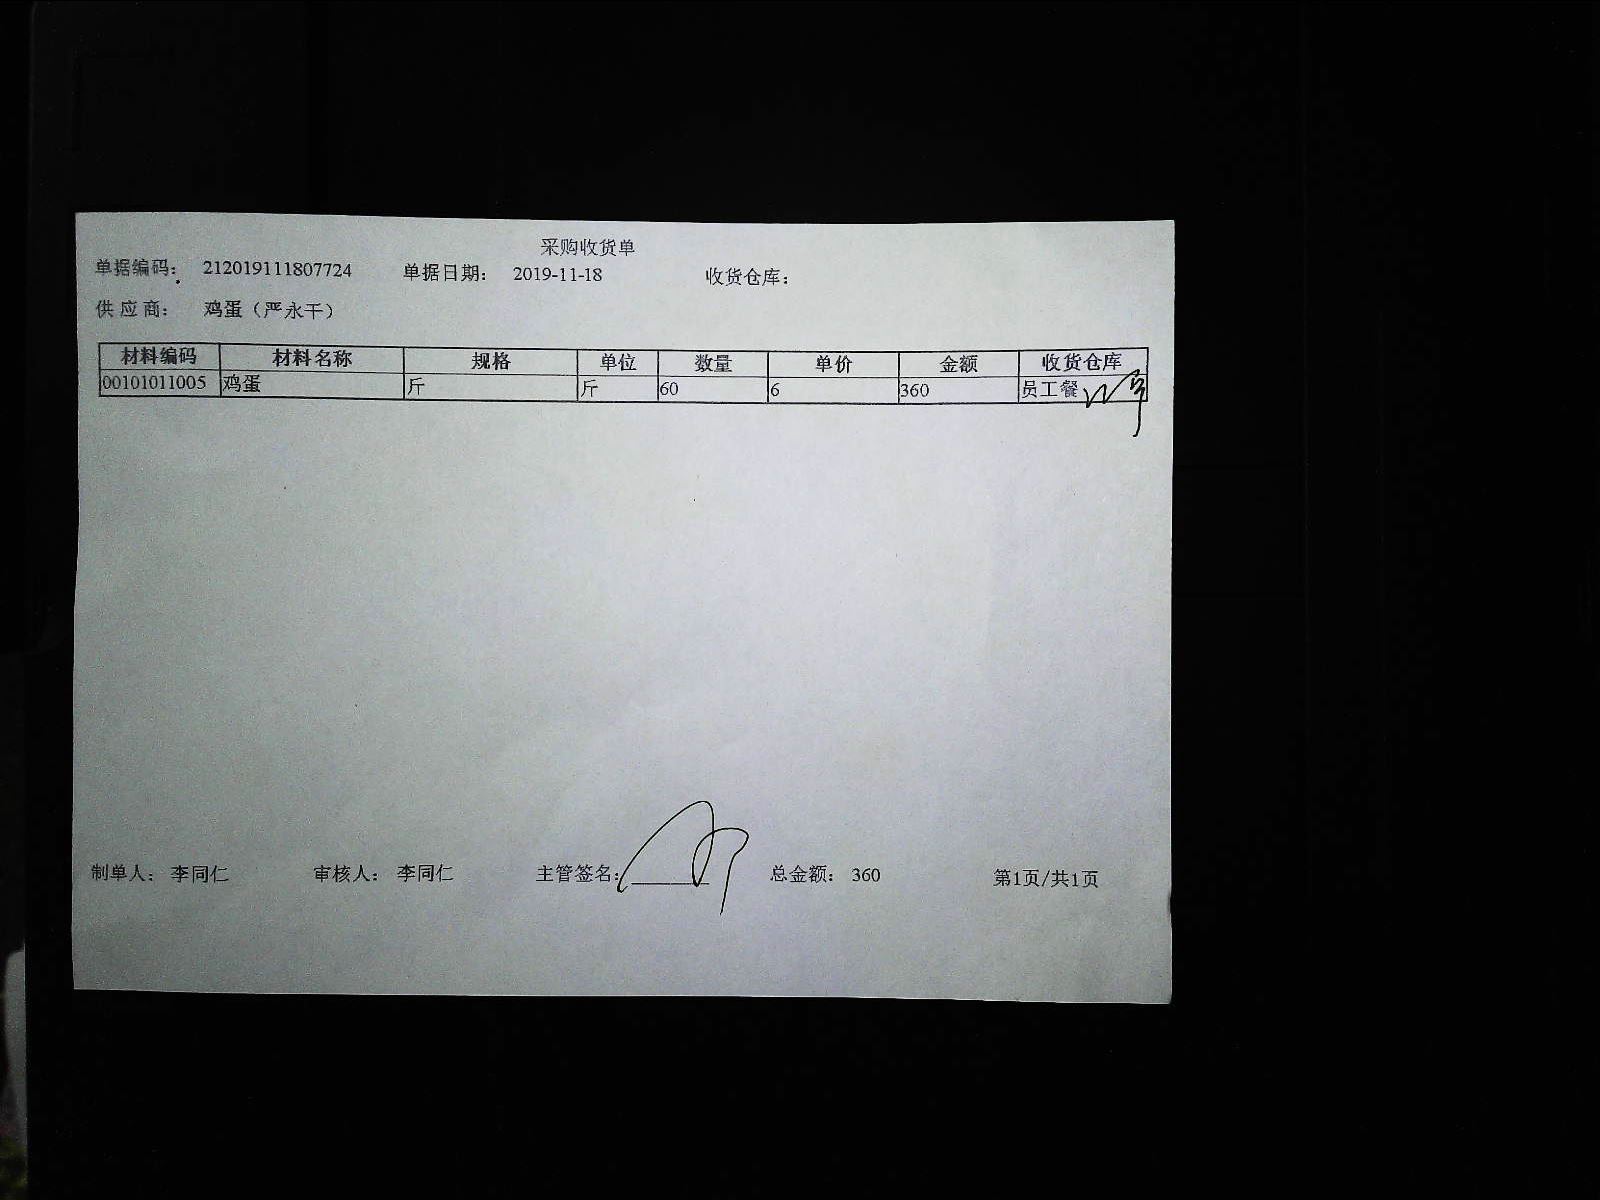 采购收货单
单据编码： 212019111807724 单据日期： 2019-11-18 收货仓库：
供应商： 鸡蛋（严永干）
材料编码 材料名称 规格 单位 数量 单价 金额 收货仓库
00101011005 鸡蛋 斤 斤 60 6 360 员工餐
制单人： 李同仁 审核人： 李同仁 主管签名： 总金额： 360 第1页/共1页